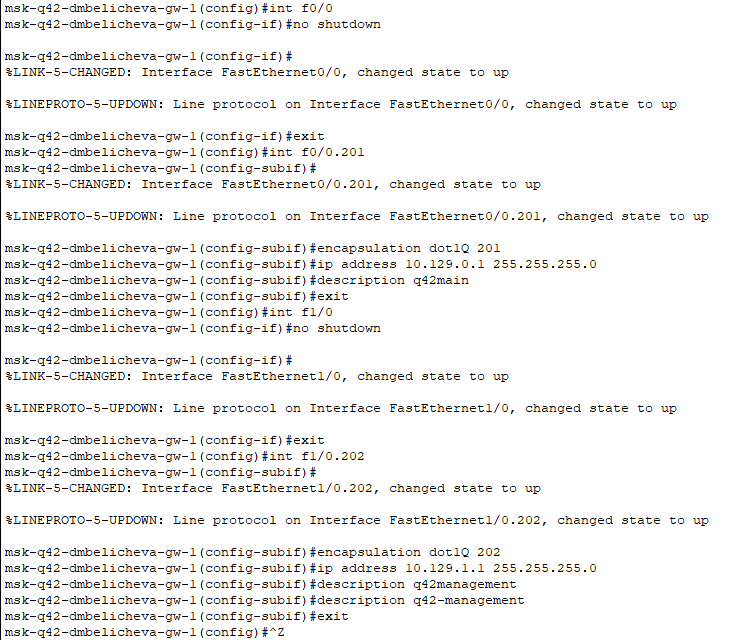 msk-q42-dmbelicheva-gw-1(config)#int f0/0
msk-q42-dmbelicheva-gw-1(config-if)#no shutdown
msk-q42-dmbelicheva-gw-1(config-if)#
%LINK-5-CHANGED: Interface FastEthernet0/0, changed state to up
%LINEPROTO-5-UPDOWN: Line protocol on Interface FastEthernet0/0, changed state to up
msk-q42-dmbelicheva-gw-1(config-if)#exit
msk-q42-dmbelicheva-gw-1(config)#int f0/0.201
msk-q42-dmbelicheva-gw-1(config-subif)#
%LINK-5-CHANGED: Interface FastEthernet0/0.201, changed state to up
%LINEPROTO-5-UPDOWN: Line protocol on Interface FastEthernet0/0.201, changed state to up
msk-q42-dmbelicheva-gw-1(config-subif)#encapsulation dot1Q 201
msk-q42-dmbelicheva-gw-1(config-subif)#ip address 10.129.0.1 255.255.255.0
msk-q42-dmbelicheva-gw-1(config-subif)#description q42main
msk-q42-dmbelicheva-gw-1(config-subif)#exit
msk-q42-dmbelicheva-gw-1(config)#int f1/0
msk-q42-dmbelicheva-gw-1(config-if)#no shutdown
msk-q42-dmbelicheva-gw-1(config-if)#
%LINK-5-CHANGED: Interface FastEthernet1/0, changed state to up
%LINEPROTO-5-UPDOWN: Line protocol on Interface FastEthernet1/0, changed state to up
msk-q42-dmbelicheva-gw-1(config-if)#exit
msk-q42-dmbelicheva-gw-1(config)#int f1/0.202
msk-q42-dmbelicheva-gw-1(config-subif)#
%LINK-5-CHANGED: Interface FastEthernet1/0.202, changed state to up
%LINEPROTO-5-UPDOWN: Line protocol on Interface FastEthernet1/0.202, changed state to up
msk-q42-dmbelicheva-gw-1(config-subif)#encapsulation dot1Q 202
msk-q42-dmbelicheva-gw-1(config-subif)#ip address 10.129.1.1 255.255.255.0
msk-q42-dmbelicheva-gw-1(config-subif)#description q42management
msk-q42-dmbelicheva-gw-1(config-subif)#description q42-management
msk-q42-dmbelicheva-gw-1(config-subif)#exit
msk-q42-dmbelicheva-gw-1(config)#^Z